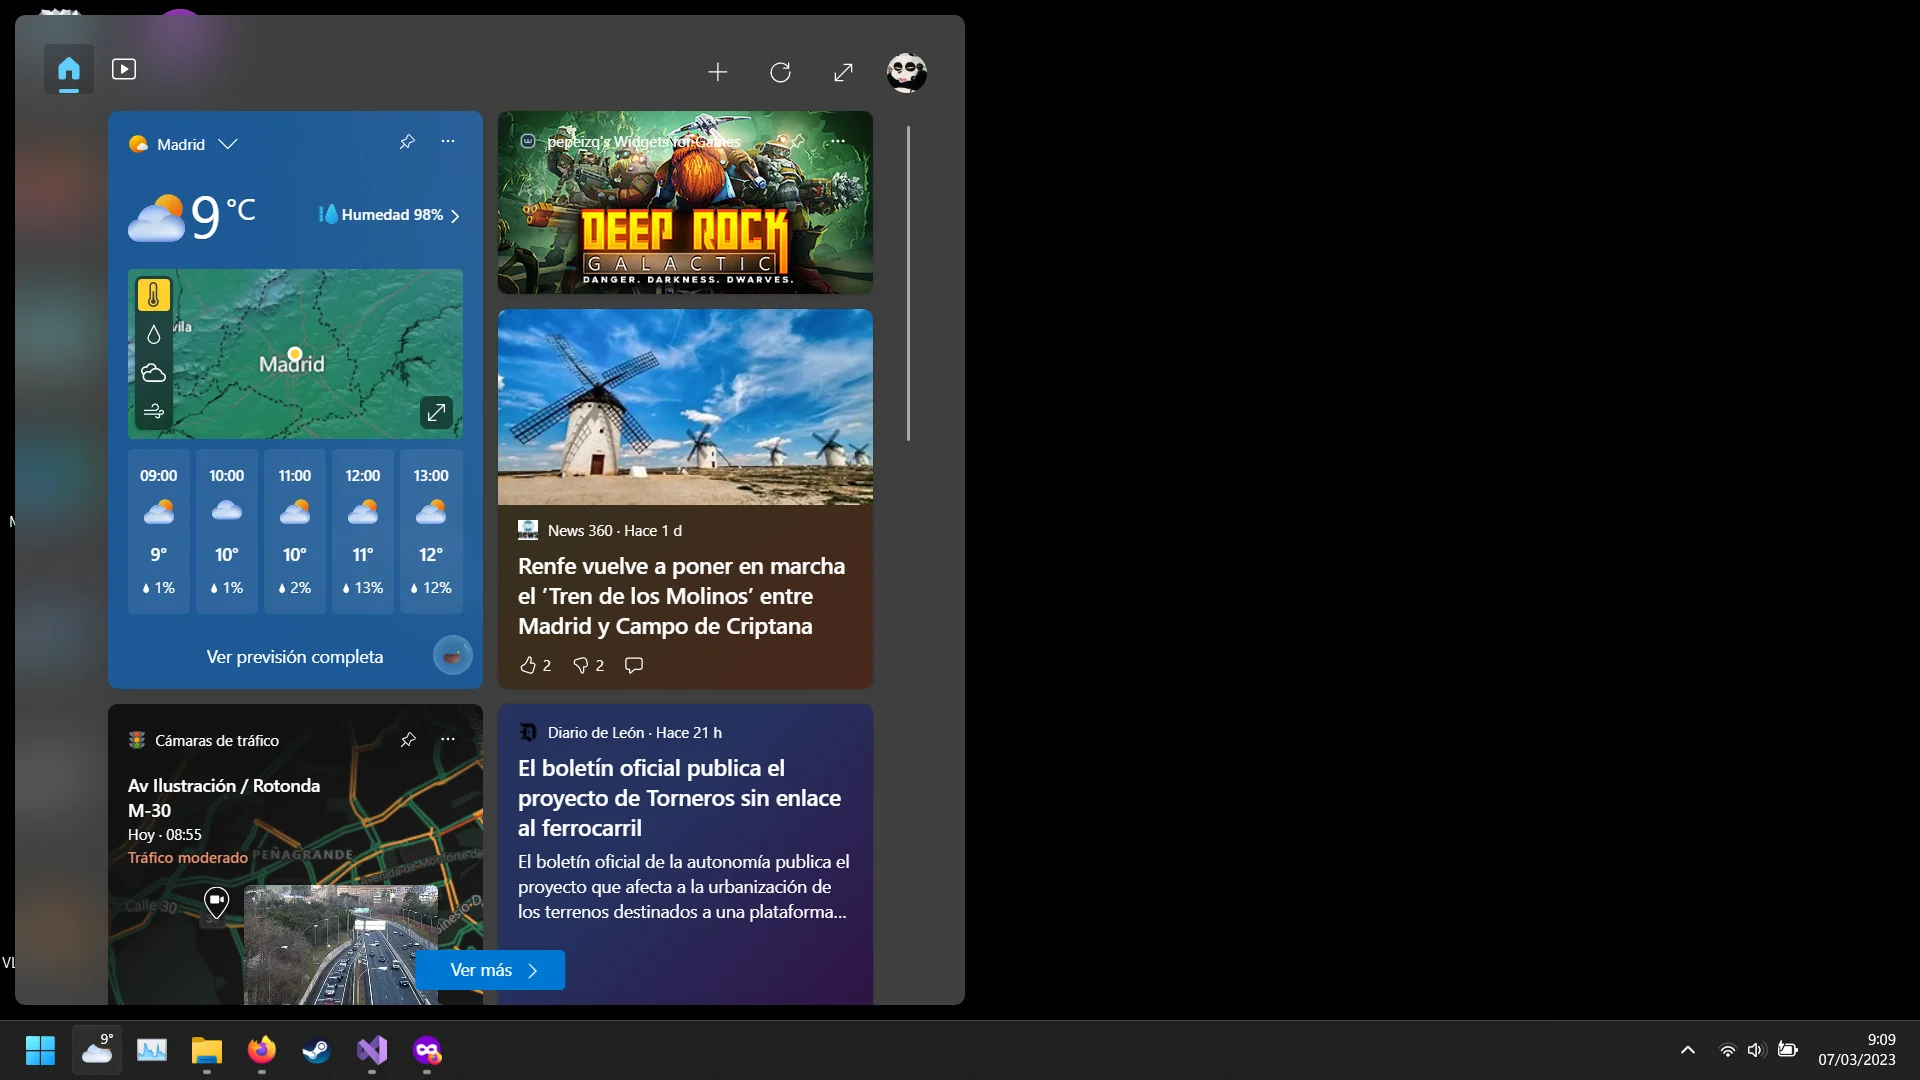 Madrid
9 °C
Humedad 98%
vila
Madrid
09:00 10:00 11:00 12:00 13:00
9° 10° 10° 11° 12°
1% 1% 2% 13% 12%
Ver previsión completa
pepeizq's Widgets for Games
DEEP ROCK
GALACTIC
DANGER. DARKNESS. DWARVES.
News 360 · Hace 1 d
Renfe vuelve a poner en marcha
el ‘Tren de los Molinos’ entre
Madrid y Campo de Criptana
2 2
Cámaras de tráfico
Av Ilustración / Rotonda
M-30
Hoy · 08:55
Tráfico moderado
PEÑAGRANDE
Avenida de Monforte de
Calle 30
Sinesio-D
Diario de León · Hace 21 h
El boletín oficial publica el
proyecto de Torneros sin enlace
al ferrocarril
El boletín oficial de la autonomía publica el
proyecto que afecta a la urbanización de
los terrenos destinados a una plataforma...
Ver más
VL
9°
9:09
07/03/2023